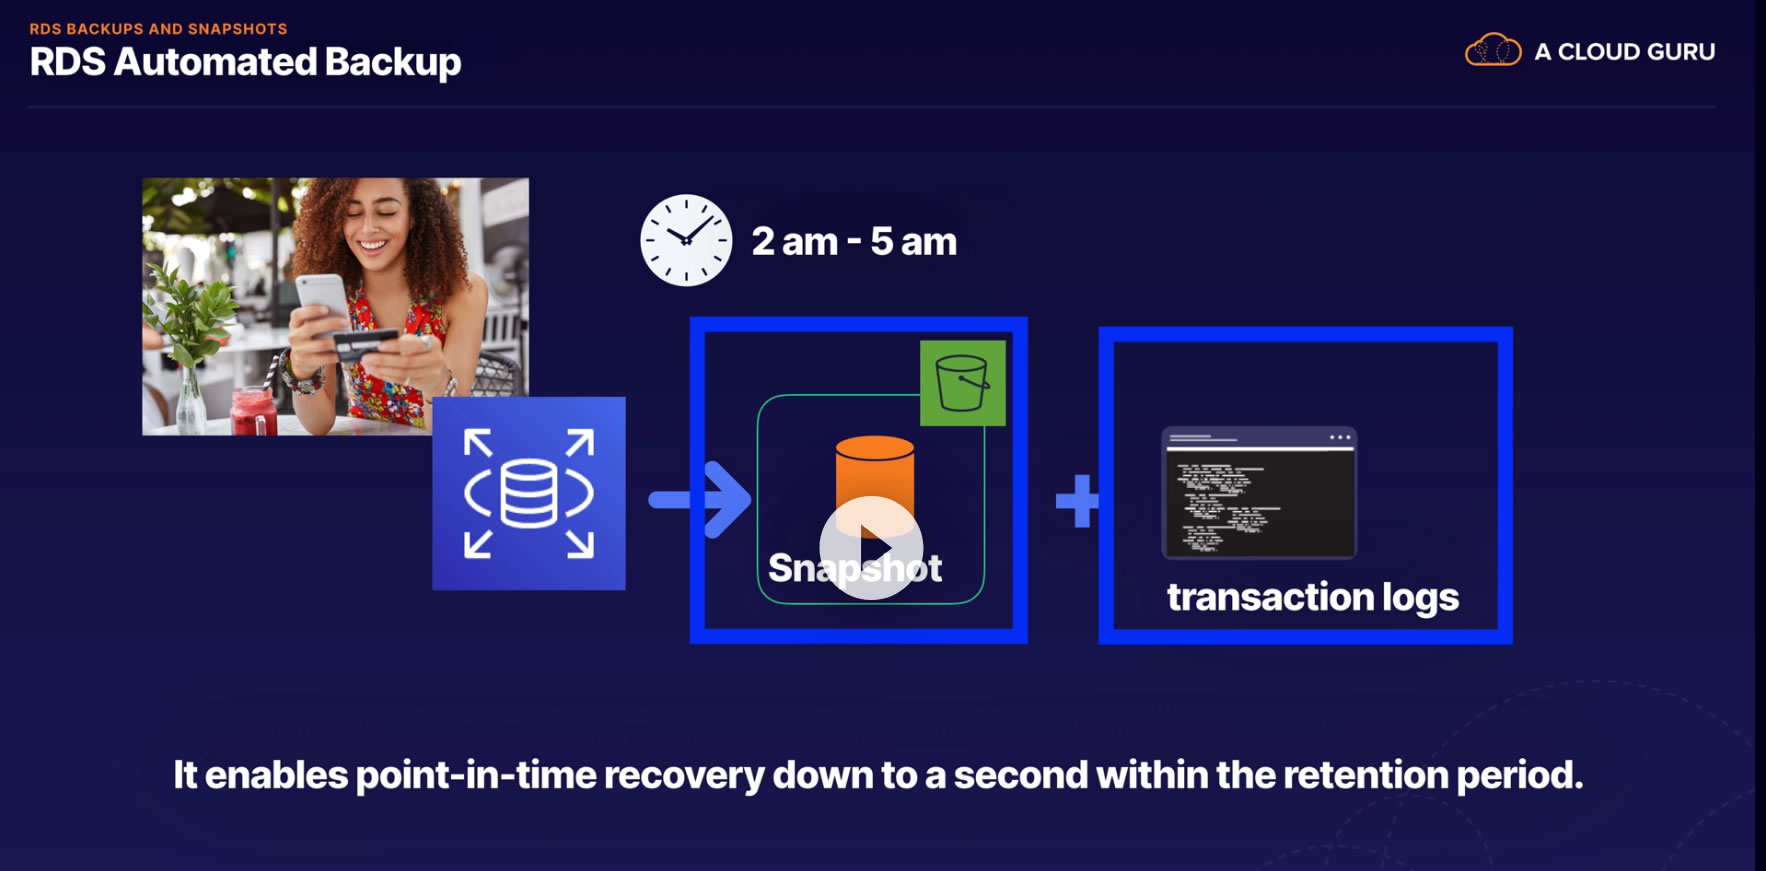 RDS BACKUPS AND SNAPSHOTS
RDS Automated Backup
A CLOUD GURU
2 am - 5 am
Snapshot
transaction logs
It enables point-in-time recovery down to a second within the retention period.